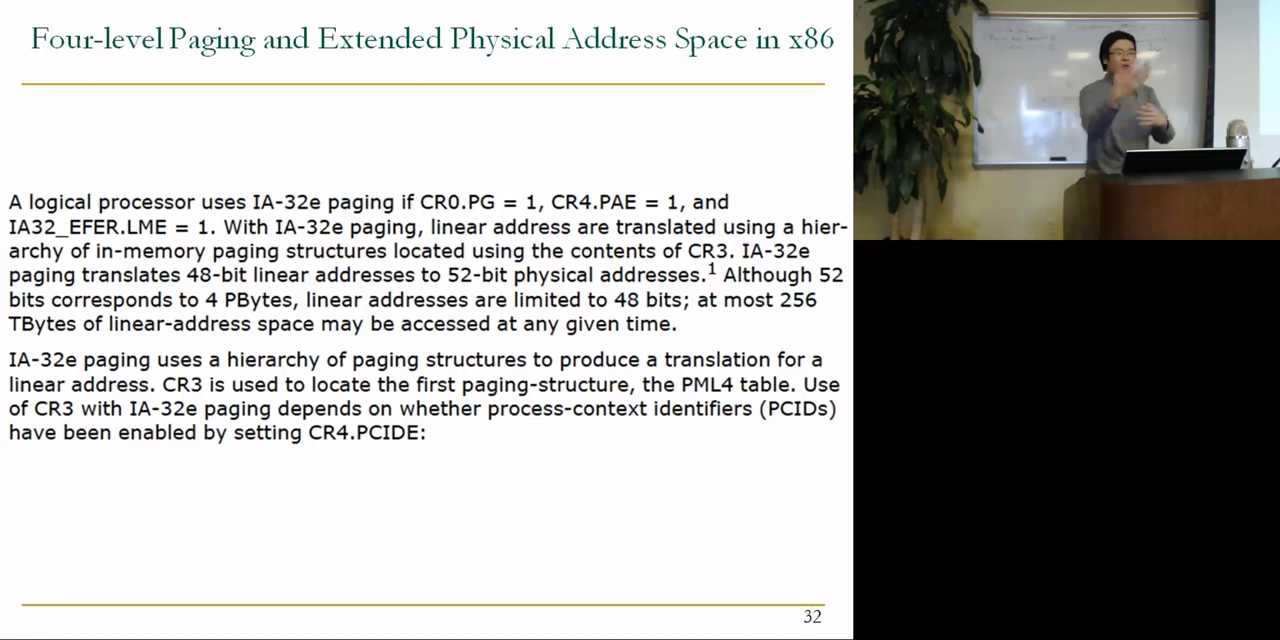 Four-level Paging and Extended Physical Address Space in x86
A logical processor uses IA-32e paging if CR0.PG = 1, CR4.PAE = 1, and
IA32_EFER.LME = 1. With IA-32e paging, linear address are translated using a hier-
archy of in-memory paging structures located using the contents of CR3. IA-32e
paging translates 48-bit linear addresses to 52-bit physical addresses.1 Although 52
bits corresponds to 4 PBytes, linear addresses are limited to 48 bits; at most 256
TBytes of linear-address space may be accessed at any given time.
IA-32e paging uses a hierarchy of paging structures to produce a translation for a
linear address. CR3 is used to locate the first paging-structure, the PML4 table. Use
of CR3 with IA-32e paging depends on whether process-context identifiers (PCIDs)
have been enabled by setting CR4.PCIDE:
32